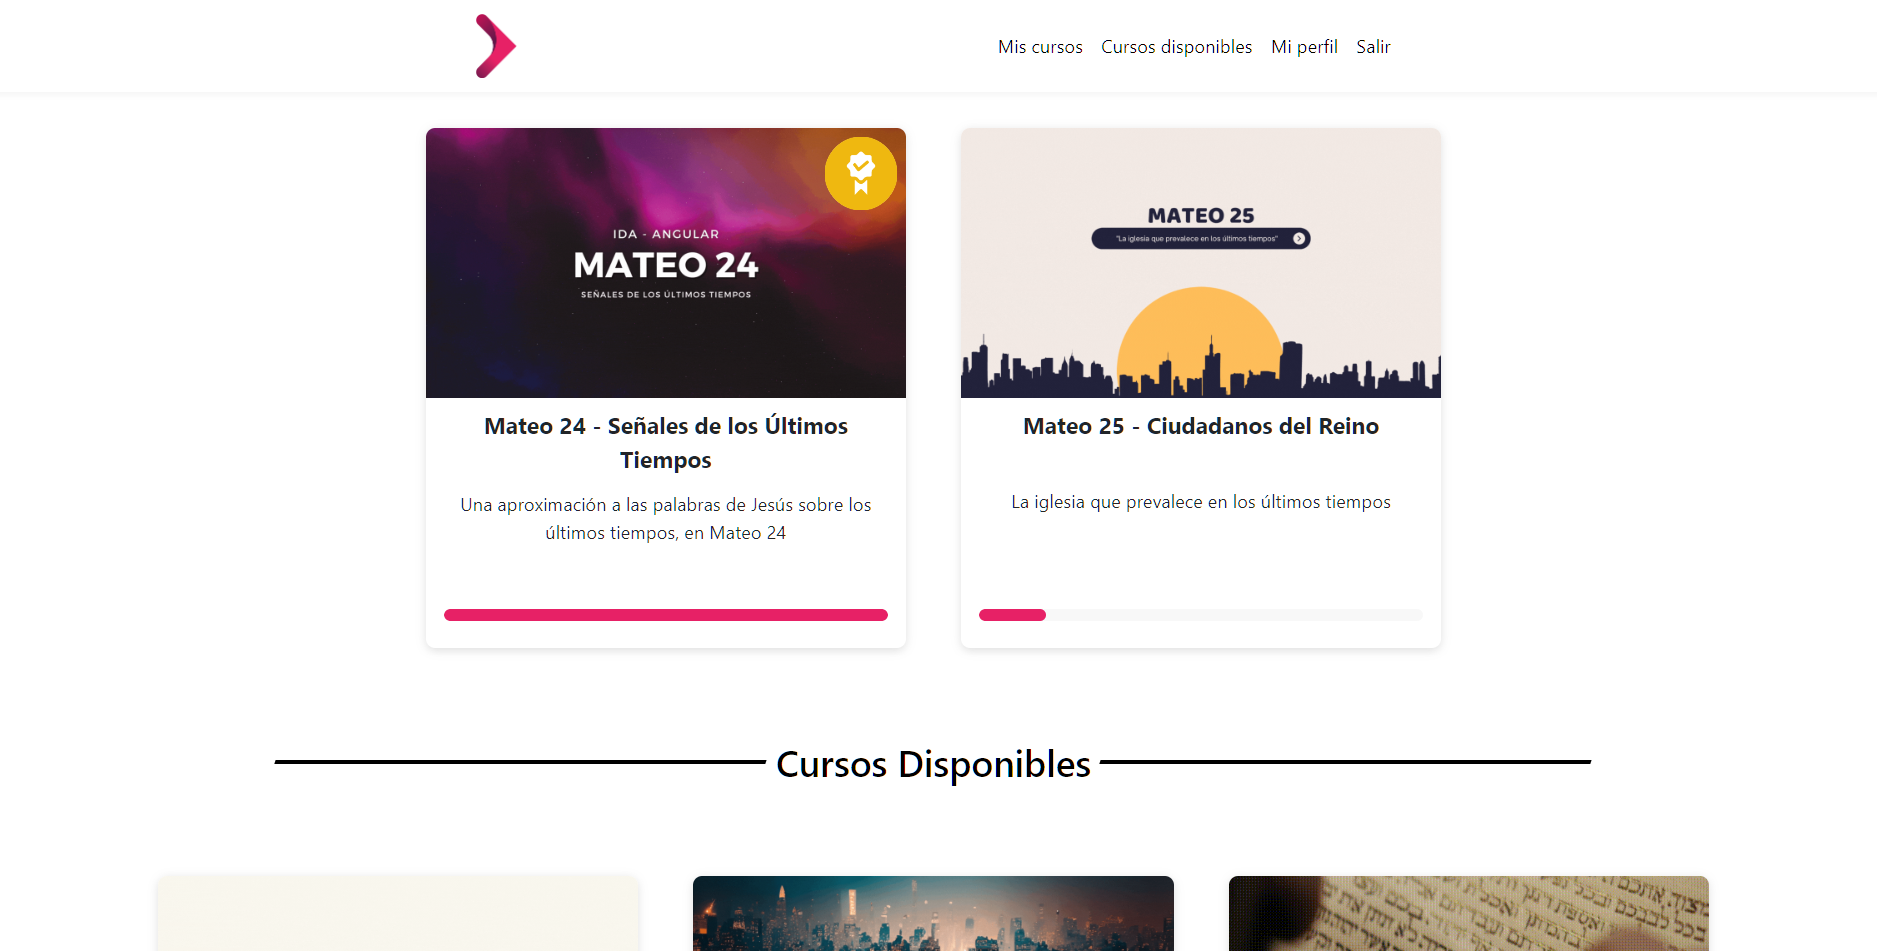 Mis cursos Cursos disponibles Mi perfil Salir
IDA - ANGULAR
MATEO 24
SEÑALES DE LOS ÚLTIMOS TIEMPOS
MATEO 25
"La iglesia que prevalece en los últimos tiempos"
Mateo 24 - Señales de los Últimos
Tiempos
Una aproximación a las palabras de Jesús sobre los
últimos tiempos, en Mateo 24
Mateo 25 - Ciudadanos del Reino
La iglesia que prevalece en los últimos tiempos
Cursos Disponibles